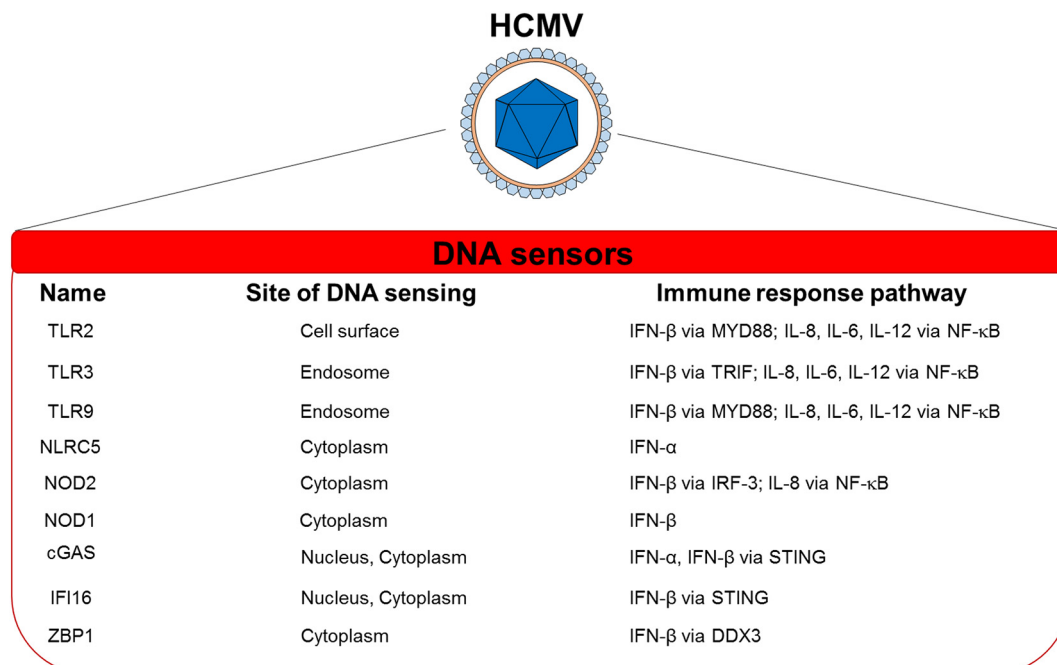 HCMV
DNA sensors
Name Site of DNA sensing Immune response pathway
TLR2 Cell surface IFN-β via MYD88; IL-8, IL-6, IL-12 via NF-κB
TLR3 Endosome IFN-β via TRIF; IL-8, IL-6, IL-12 via NF-κB
TLR9 Endosome IFN-β via MYD88; IL-8, IL-6, IL-12 via NF-κB
NLRC5 Cytoplasm IFN-α
NOD2 Cytoplasm IFN-β via IRF-3; IL-8 via NF-κB
NOD1 Cytoplasm IFN-β
cGAS Nucleus, Cytoplasm IFN-α, IFN-β via STING
IFI16 Nucleus, Cytoplasm IFN-β via STING
ZBP1 Cytoplasm IFN-β via DDX3